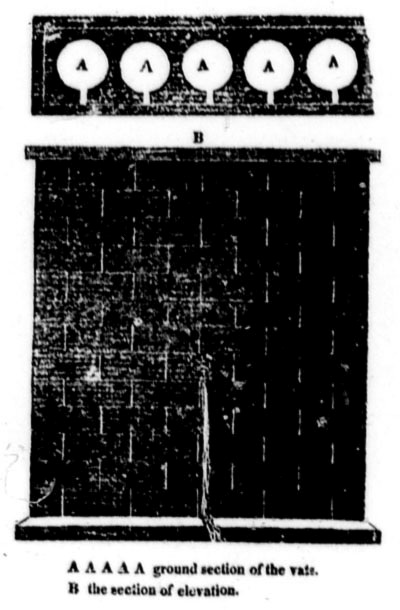 A A A A A
B
A A A A A ground section of the vats.
B the section of elevation.